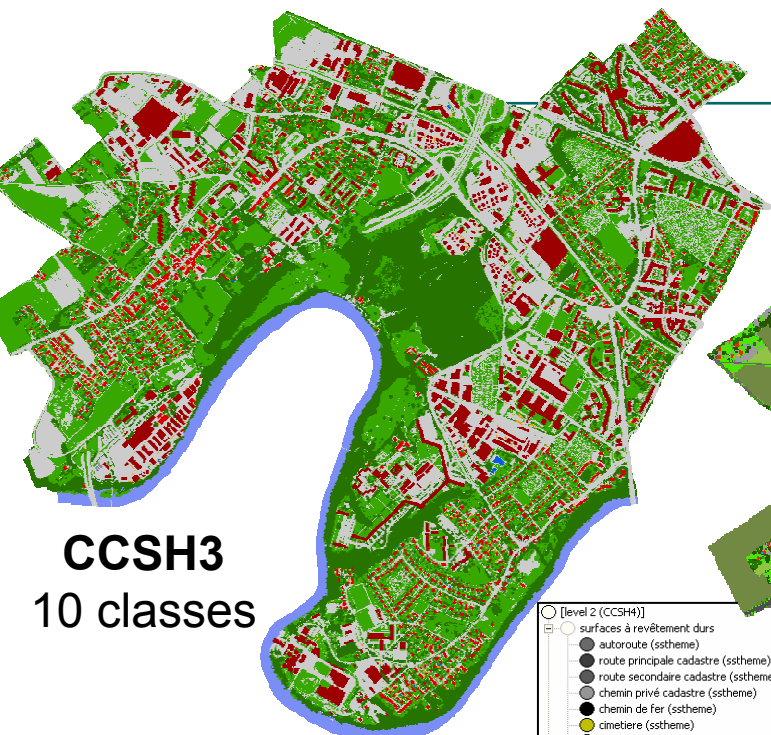 CCSH3
10 classes
[level 2 (CCSH4)]
surfaces à revêtement durs
autoroute (sstheme)
route principale cadastre (sstheme)
route secondaire cadastre (sstheme
chemin privé cadastre (sstheme)
chemin de fer (sstheme)
cimetiere (sstheme)